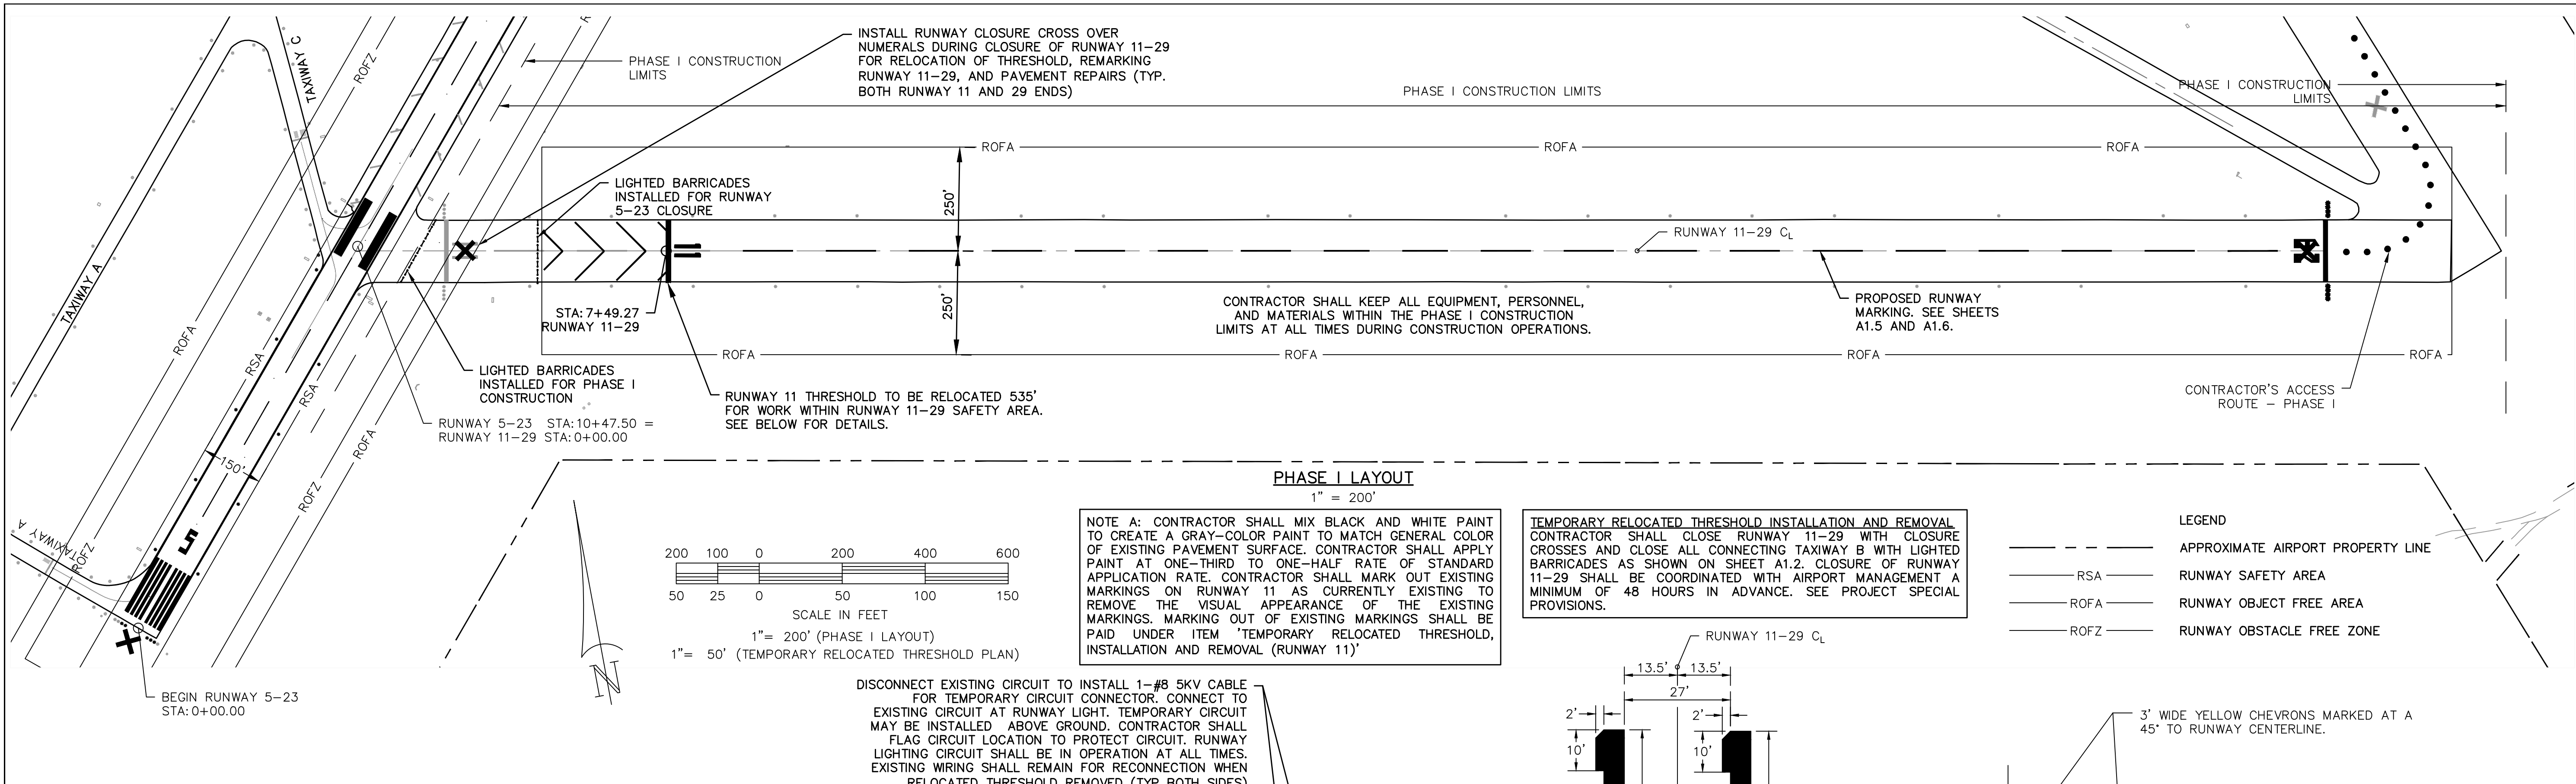 INSTALL RUNWAY CLOSURE CROSS OVER
NUMERALS DURING CLOSURE OF RUNWAY 11-29
FOR RELOCATION OF THRESHOLD, REMARKING
RUNWAY 11-29, AND PAVEMENT REPAIRS (TYP.
BOTH RUNWAY 11 AND 29 ENDS)
PHASE I CONSTRUCTION
LIMITS
PHASE I CONSTRUCTION LIMITS
PHASE I CONSTRUCTION
LIMITS
TAXIWAY C
ROFZ
ROFA
ROFA
ROFA
LIGHTED BARRICADES
INSTALLED FOR RUNWAY
5-23 CLOSURE
250'
250'
11
RUNWAY 11-29 CL
TAXIWAY A
STA: 7+49.27
RUNWAY 11-29
CONTRACTOR SHALL KEEP ALL EQUIPMENT, PERSONNEL,
AND MATERIALS WITHIN THE PHASE I CONSTRUCTION
LIMITS AT ALL TIMES DURING CONSTRUCTION OPERATIONS.
PROPOSED RUNWAY
MARKING. SEE SHEETS
A1.5 AND A1.6.
ROFA
RSA
RSA
ROFA
ROFA
ROFA
ROFA
LIGHTED BARRICADES
INSTALLED FOR PHASE I
CONSTRUCTION
RUNWAY 11 THRESHOLD TO BE RELOCATED 535'
FOR WORK WITHIN RUNWAY 11-29 SAFETY AREA.
SEE BELOW FOR DETAILS.
CONTRACTOR'S ACCESS
ROUTE - PHASE I
RUNWAY 5-23 STA: 10+47.50 =
RUNWAY 11-29 STA: 0+00.00
ROFA
150'
ROFZ
PHASE I LAYOUT
1" = 200'
TAXIWAY A
ROFZ
5
BEGIN RUNWAY 5-23
STA: 0+00.00
200 100 0 200 400 600
50 25 0 50 100 150
SCALE IN FEET
1"= 200' (PHASE I LAYOUT)
1"= 50' (TEMPORARY RELOCATED THRESHOLD PLAN)
N
NOTE A: CONTRACTOR SHALL MIX BLACK AND WHITE PAINT
TO CREATE A GRAY-COLOR PAINT TO MATCH GENERAL COLOR
OF EXISTING PAVEMENT SURFACE. CONTRACTOR SHALL APPLY
PAINT AT ONE-THIRD TO ONE-HALF RATE OF STANDARD
APPLICATION RATE. CONTRACTOR SHALL MARK OUT EXISTING
MARKINGS ON RUNWAY 11 AS CURRENTLY EXISTING TO
REMOVE THE VISUAL APPEARANCE OF THE EXISTING
MARKINGS. MARKING OUT OF EXISTING MARKINGS SHALL BE
PAID UNDER ITEM 'TEMPORARY RELOCATED THRESHOLD,
INSTALLATION AND REMOVAL (RUNWAY 11)'
TEMPORARY RELOCATED THRESHOLD INSTALLATION AND REMOVAL
CONTRACTOR SHALL CLOSE RUNWAY 11-29 WITH CLOSURE
CROSSES AND CLOSE ALL CONNECTING TAXIWAY B WITH LIGHTED
BARRICADES AS SHOWN ON SHEET A1.2. CLOSURE OF RUNWAY
11-29 SHALL BE COORDINATED WITH AIRPORT MANAGEMENT A
MINIMUM OF 48 HOURS IN ADVANCE. SEE PROJECT SPECIAL
PROVISIONS.
LEGEND
APPROXIMATE AIRPORT PROPERTY LINE
RSA RUNWAY SAFETY AREA
ROFA RUNWAY OBJECT FREE AREA
ROFZ RUNWAY OBSTACLE FREE ZONE
DISCONNECT EXISTING CIRCUIT TO INSTALL 1-#8 5KV CABLE
FOR TEMPORARY CIRCUIT CONNECTOR. CONNECT TO
EXISTING CIRCUIT AT RUNWAY LIGHT. TEMPORARY CIRCUIT
MAY BE INSTALLED ABOVE GROUND. CONTRACTOR SHALL
FLAG CIRCUIT LOCATION TO PROTECT CIRCUIT. RUNWAY
LIGHTING CIRCUIT SHALL BE IN OPERATION AT ALL TIMES.
EXISTING WIRING SHALL REMAIN FOR RECONNECTION WHEN
RELOCATED THRESHOLD REMOVED (TYP BOTH SIDES)
RUNWAY 11-29 CL
13.5' 13.5'
27'
2' 2'
10' 10'
3' WIDE YELLOW CHEVRONS MARKED AT A
45° TO RUNWAY CENTERLINE.